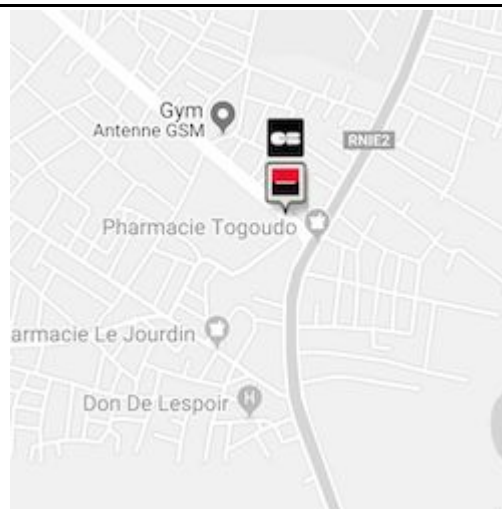 Gym
Antenne GSM
RNIE2
Pharmacie Togoudo
armacie Le Jourdin
Don De Lespoir
H